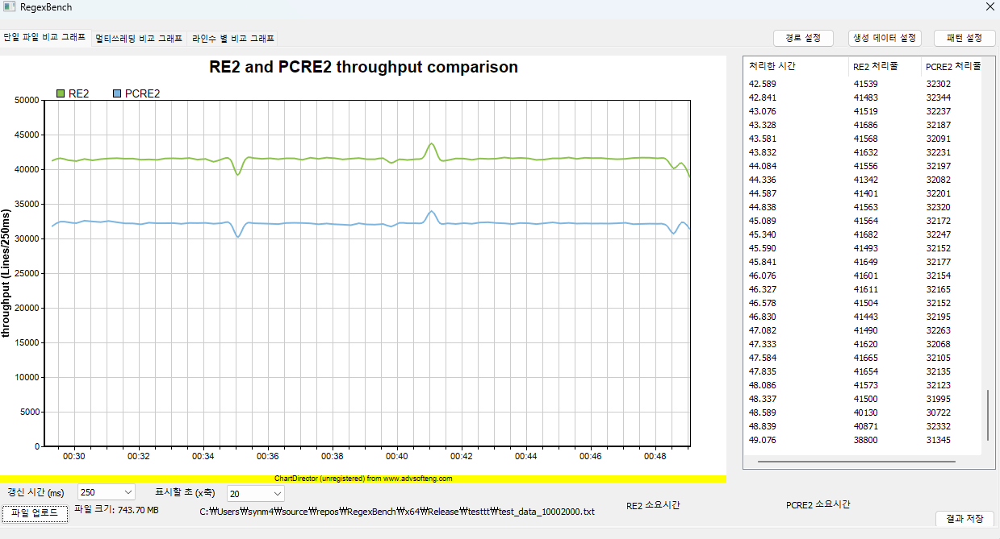 RegexBench
단일 파일 비교 그래프 멀티쓰레딩 비교 그래프 라인수 별 비교 그래프
경로 설정 생성 데이터 설정 패턴 설정
RE2 and PCRE2 throughput comparison
RE2 PCRE2
throughput (Lines/250ms)
50000
45000
40000
35000
30000
25000
20000
15000
10000
5000
0
00:30 00:32 00:34 00:36 00:38 00:40 00:42 00:44 00:46 00:48
ChartDirector (unregistered) from www.advsofteng.com
처리한 시간 RE2 처리풀 PCRE2 처리풀
42.589 41539 32302
42.841 41483 32344
43.076 41519 32237
43.328 41686 32187
43.581 41568 32091
43.832 41632 32231
44.084 41556 32197
44.336 41342 32082
44.587 41401 32201
44.838 41563 32320
45.089 41564 32172
45.340 41682 32247
45.590 41493 32152
45.841 41649 32177
46.076 41601 32154
46.327 41611 32165
46.578 41504 32152
46.830 41443 32195
47.082 41490 32263
47.333 41620 32068
47.584 41665 32105
47.835 41654 32135
48.086 41573 32123
48.337 41500 31995
48.589 40130 30722
48.839 40871 32332
49.076 38800 31345
갱신 시간 (ms) 250 표시할 초 (x축) 20
파일 업로드 파일 크기: 743.70 MB C:₩Users₩synm4₩source₩repos₩RegexBench₩x64₩Release₩testtt₩test_data_10002000.txt RE2 소요시간 PCRE2 소요시간
결과 저장